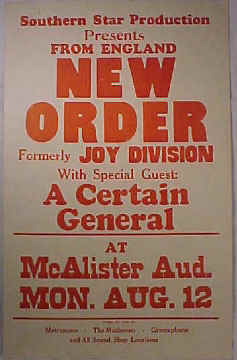 Southern Star Production
Presents
FROM ENGLAND
NEW
ORDER
Formerly JOY DIVISION
With Special Guest:
A Certain
General
AT
McAlister Aud.
MON. AUG. 12
Metronome - The Mushroom - Gramophone
and All Sound Shop Locations